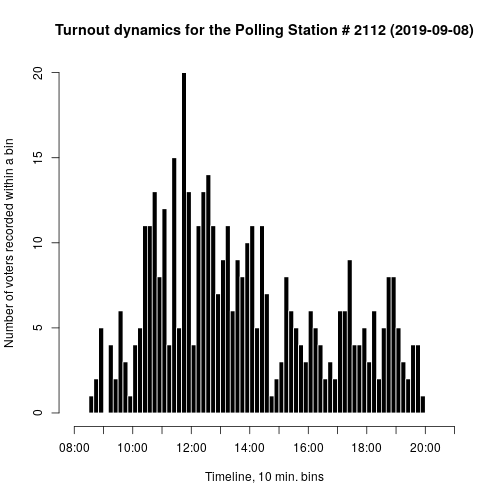 Turnout dynamics for the Polling Station # 2112 (2019-09-08)
Number of voters recorded within a bin
20
15
10
5
0
08:00 10:00 12:00 14:00 16:00 18:00 20:00
Timeline, 10 min. bins